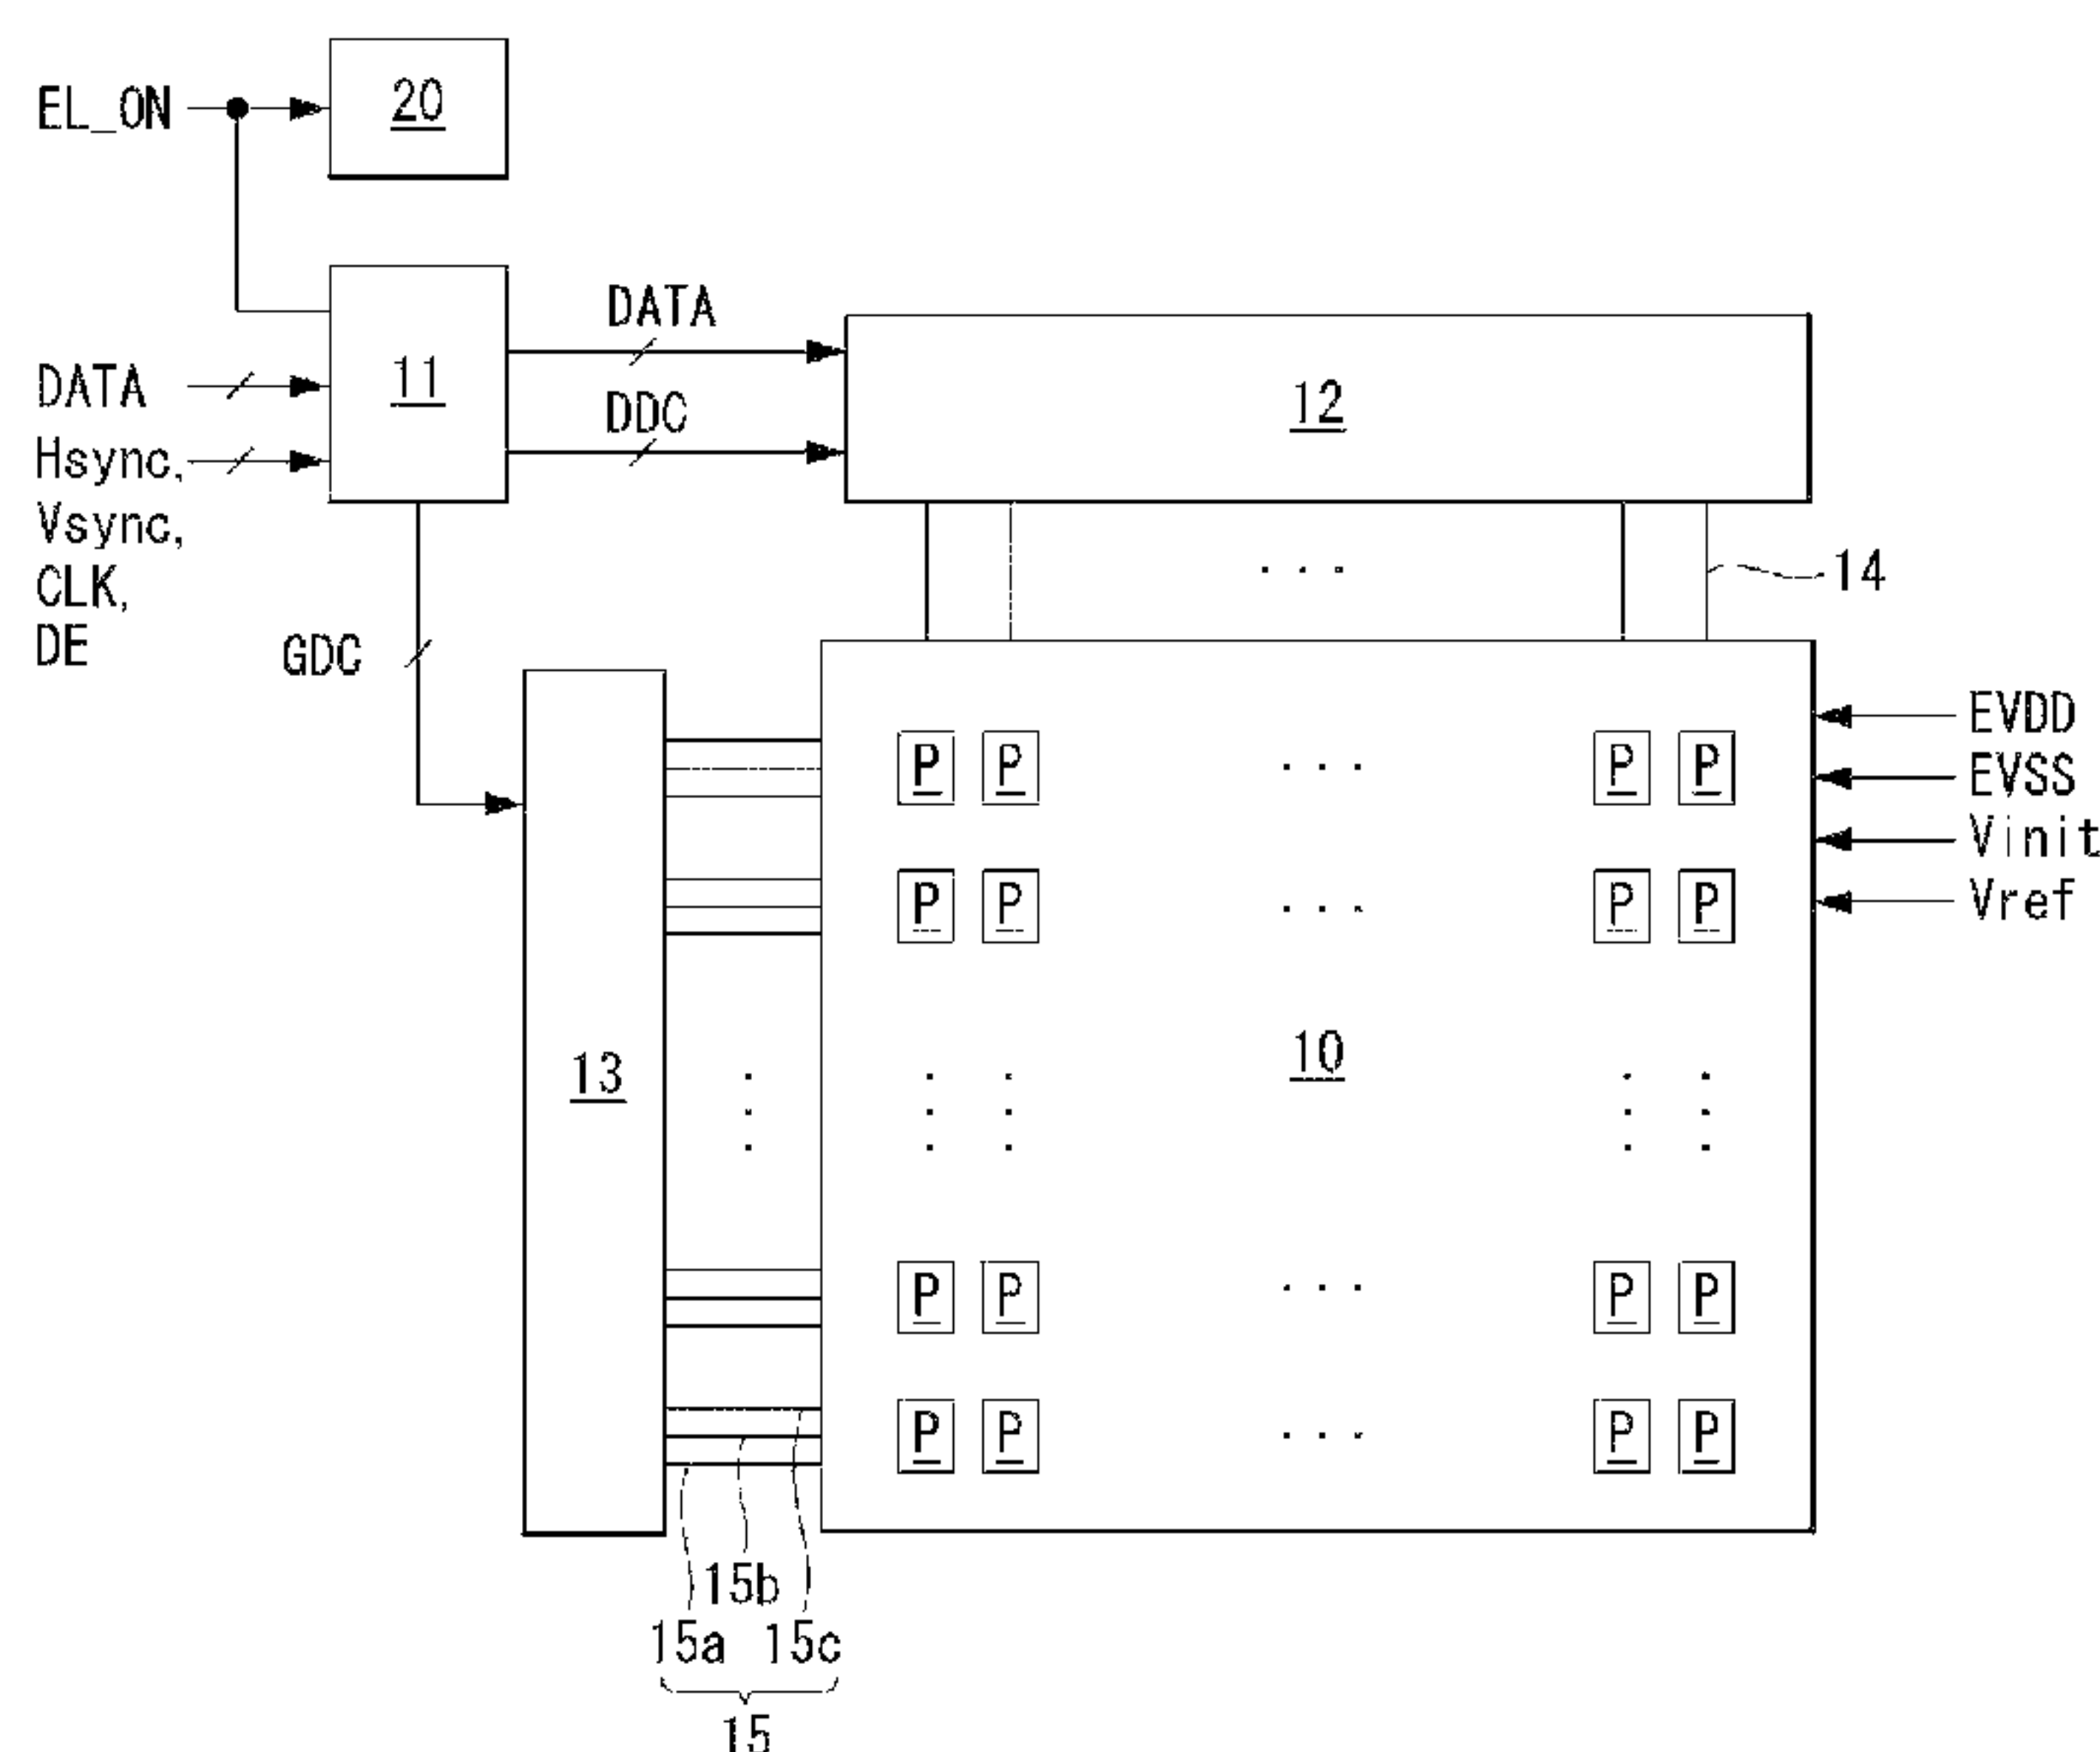 EL_ON
20
DATA
11
DATA
DDC
12
Hsync,
Vsync,
CLK,
DE
14
GDC
EVDD
EVSS
Vinit
Vref
P P ... P P
P P ... P P
13
10
P P ... P P
P P ... P P
15b
15a 15c
15